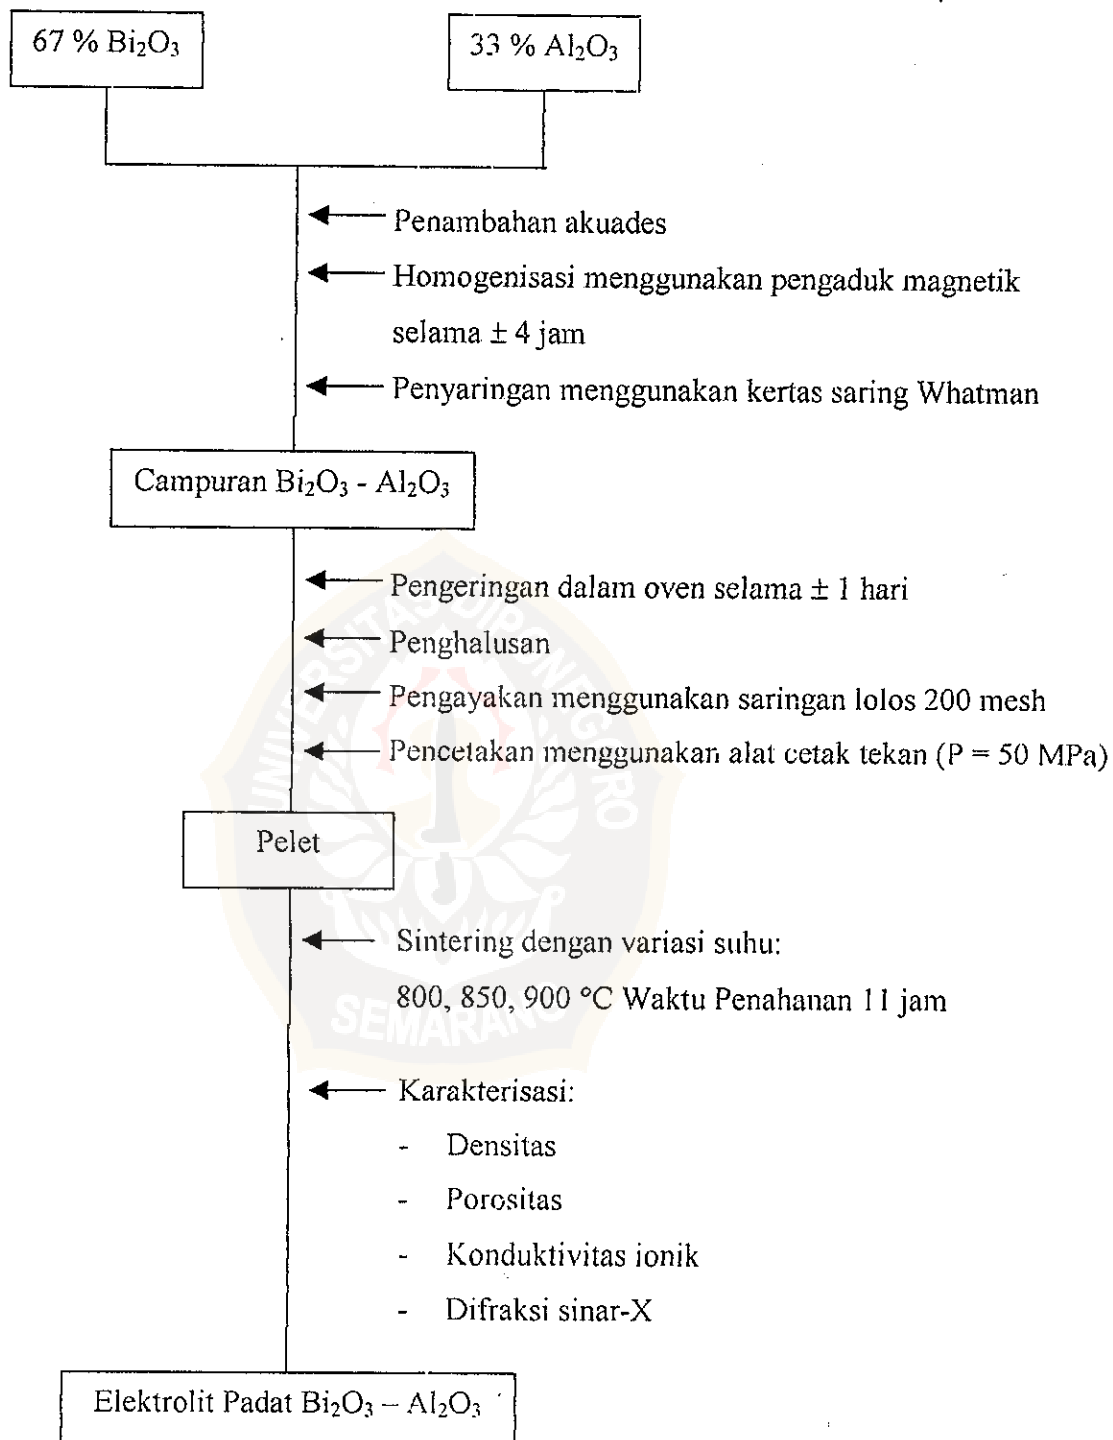 67 % Bi₂O₃
33 % Al₂O₃
Penambahan akuades
Homogenisasi menggunakan pengaduk magnetik
selama ± 4 jam
Penyaringan menggunakan kertas saring Whatman
Campuran Bi₂O₃ - Al₂O₃
Pengeringan dalam oven selama ± 1 hari
Penghalusan
Pengayakan menggunakan saringan lolos 200 mesh
Pencetakan menggunakan alat cetak tekan (P = 50 MPa)
Pelet
Sintering dengan variasi suhu:
800, 850, 900 °C Waktu Penahanan 11 jam
Karakterisasi:
- Densitas
- Porositas
- Konduktivitas ionik
- Difraksi sinar-X
Elektrolit Padat Bi₂O₃ – Al₂O₃
UNIVERSITAS DIPONEGORO
SEMARANG